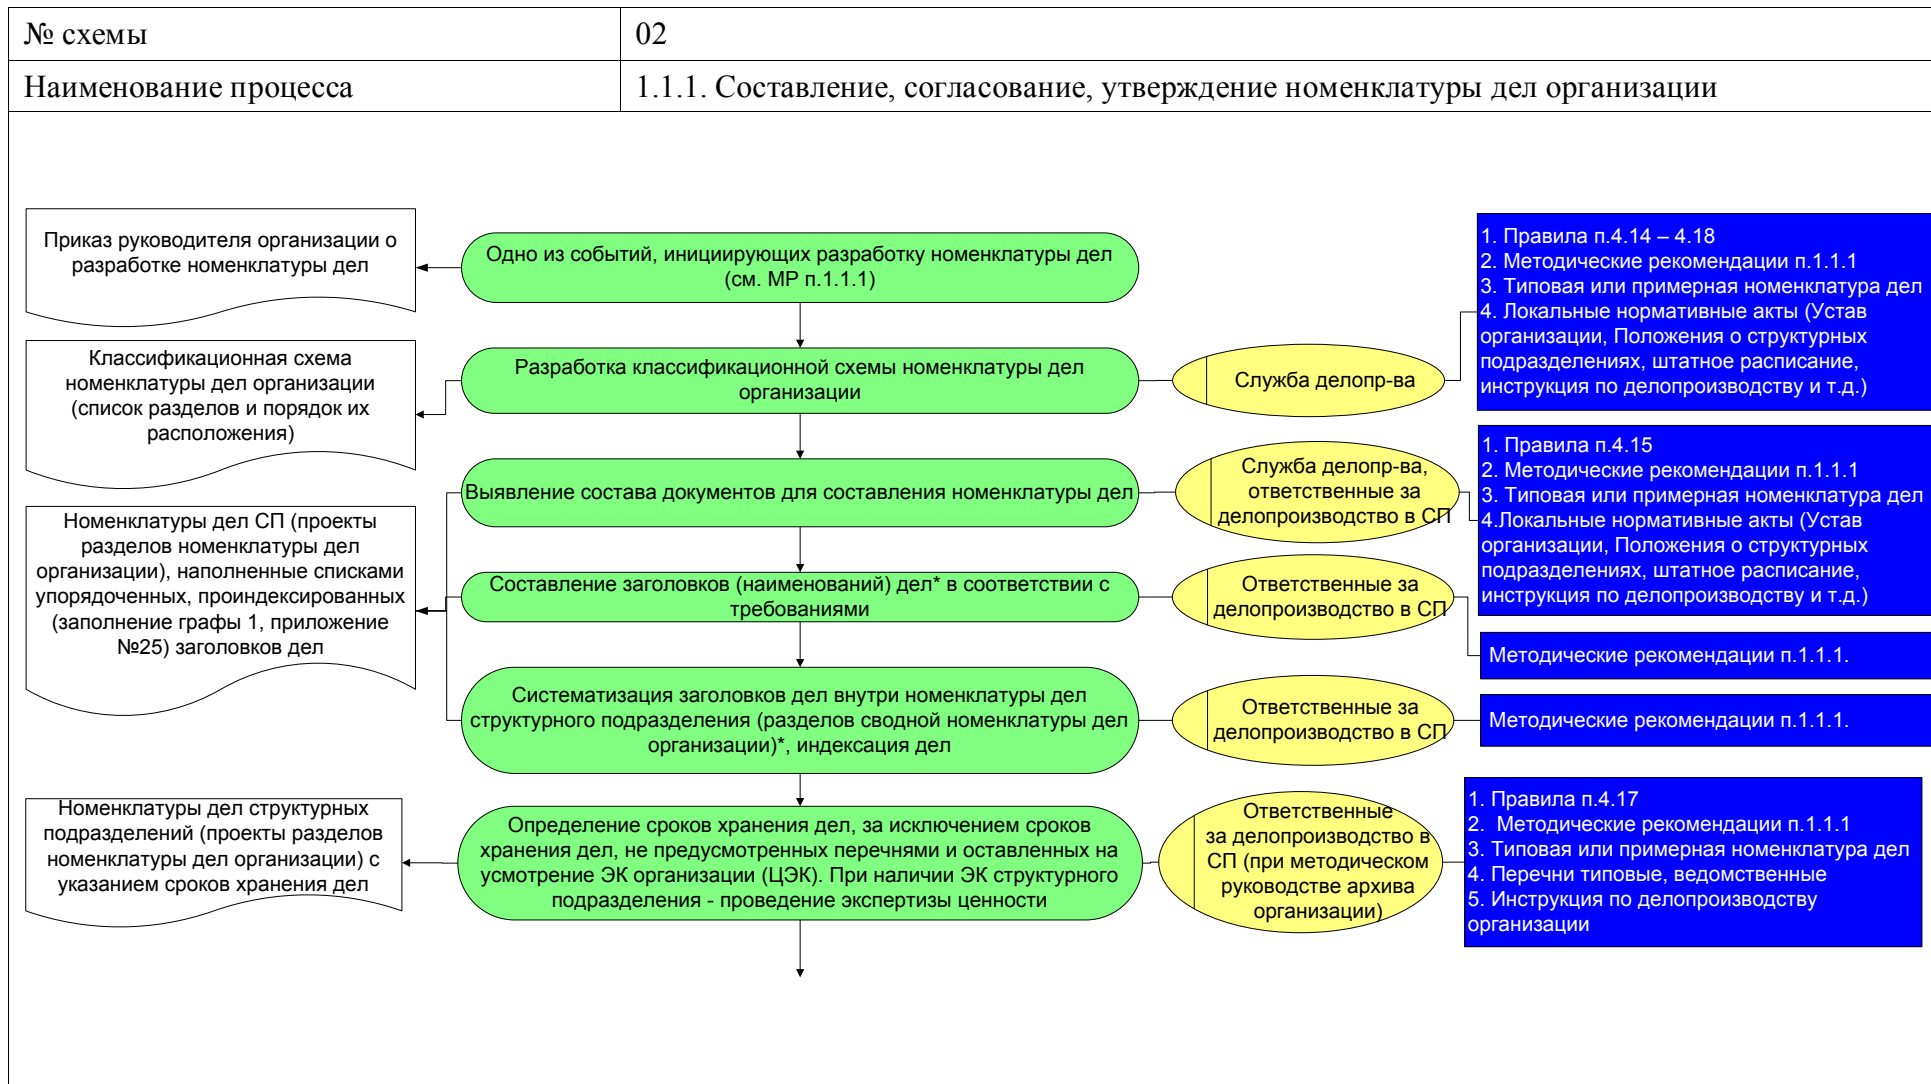 № схемы
02
Наименование процесса
1.1.1. Составление, согласование, утверждение номенклатуры дел организации
Приказ руководителя организации о
разработке номенклатуры дел
Одно из событий, инициирующих разработку номенклатуры дел
(см. МР п.1.1.1)
1. Правила п.4.14 – 4.18
2. Методические рекомендации п.1.1.1
3. Типовая или примерная номенклатура дел
4. Локальные нормативные акты (Устав
организации, Положения о структурных
подразделениях, штатное расписание,
инструкция по делопроизводству и т.д.)
Классификационная схема
номенклатуры дел организации
(список разделов и порядок их
расположения)
Разработка классификационной схемы номенклатуры дел
организации
Служба делопр-ва
Выявление состава документов для составления номенклатуры дел
Служба делопр-ва,
ответственные за
делопроизводство в СП
1. Правила п.4.15
2. Методические рекомендации п.1.1.1
3. Типовая или примерная номенклатура дел
4.Локальные нормативные акты (Устав
организации, Положения о структурных
подразделениях, штатное расписание,
инструкция по делопроизводству и т.д.)
Номенклатуры дел СП (проекты
разделов номенклатуры дел
организации), наполненные списками
упорядоченных, проиндексированных
(заполнение графы 1, приложение
№25) заголовков дел
Составление заголовков (наименований) дел* в соответствии с
требованиями
Ответственные за
делопроизводство в СП
Методические рекомендации п.1.1.1.
Систематизация заголовков дел внутри номенклатуры дел
структурного подразделения (разделов сводной номенклатуры дел
организации)*, индексация дел
Ответственные за
делопроизводство в СП
Методические рекомендации п.1.1.1.
Номенклатуры дел структурных
подразделений (проекты разделов
номенклатуры дел организации) с
указанием сроков хранения дел
Определение сроков хранения дел, за исключением сроков
хранения дел, не предусмотренных перечнями и оставленных на
усмотрение ЭК организации (ЦЭК). При наличии ЭК структурного
подразделения - проведение экспертизы ценности
Ответственные
за делопроизводство в
СП (при методическом
руководстве архива
организации)
1. Правила п.4.17
2.  Методические рекомендации п.1.1.1
3. Типовая или примерная номенклатура дел
4. Перечни типовые, ведомственные
5. Инструкция по делопроизводству
организации